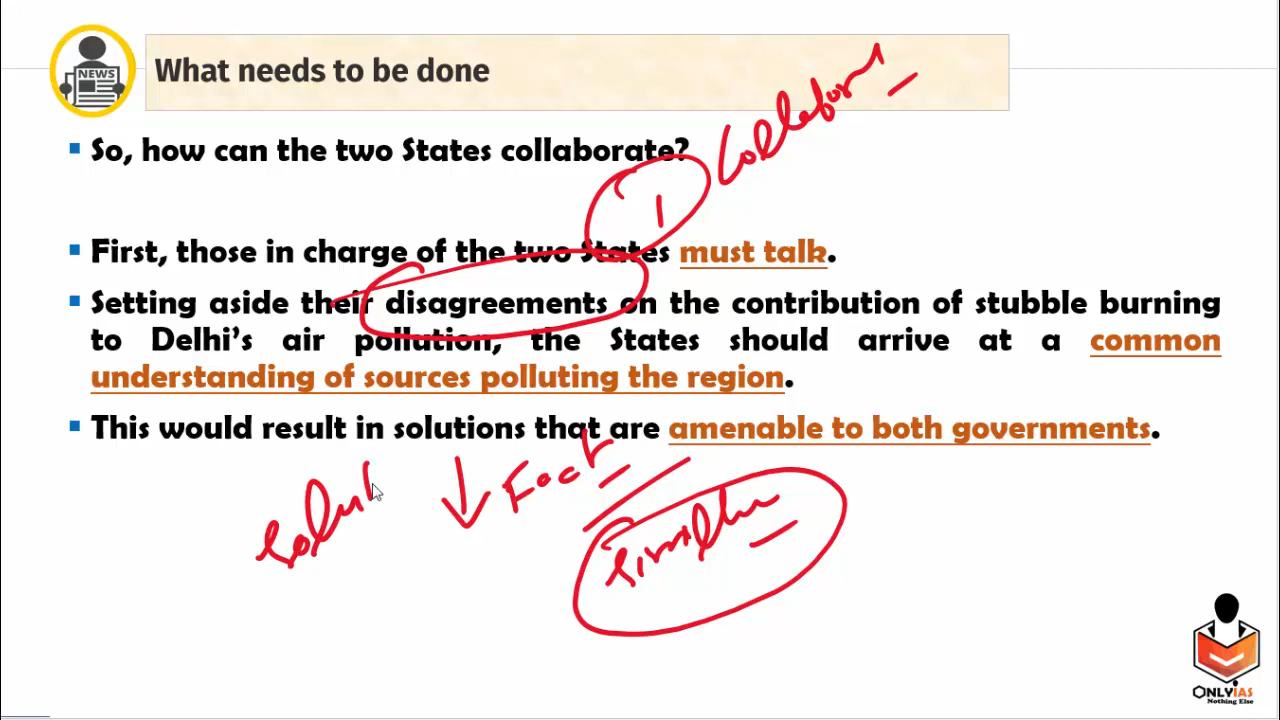 NEWS
What needs to be done
So, how can the two States collaborate?
First, those in charge of the two States must talk.
Setting aside their disagreements on the contribution of stubble burning
to Delhi's air pollution, the States should arrive at a common
understanding of sources polluting the region.
This would result in solutions that are amenable to both governments.
1
Fact
ONLYIAS
Nothing Else